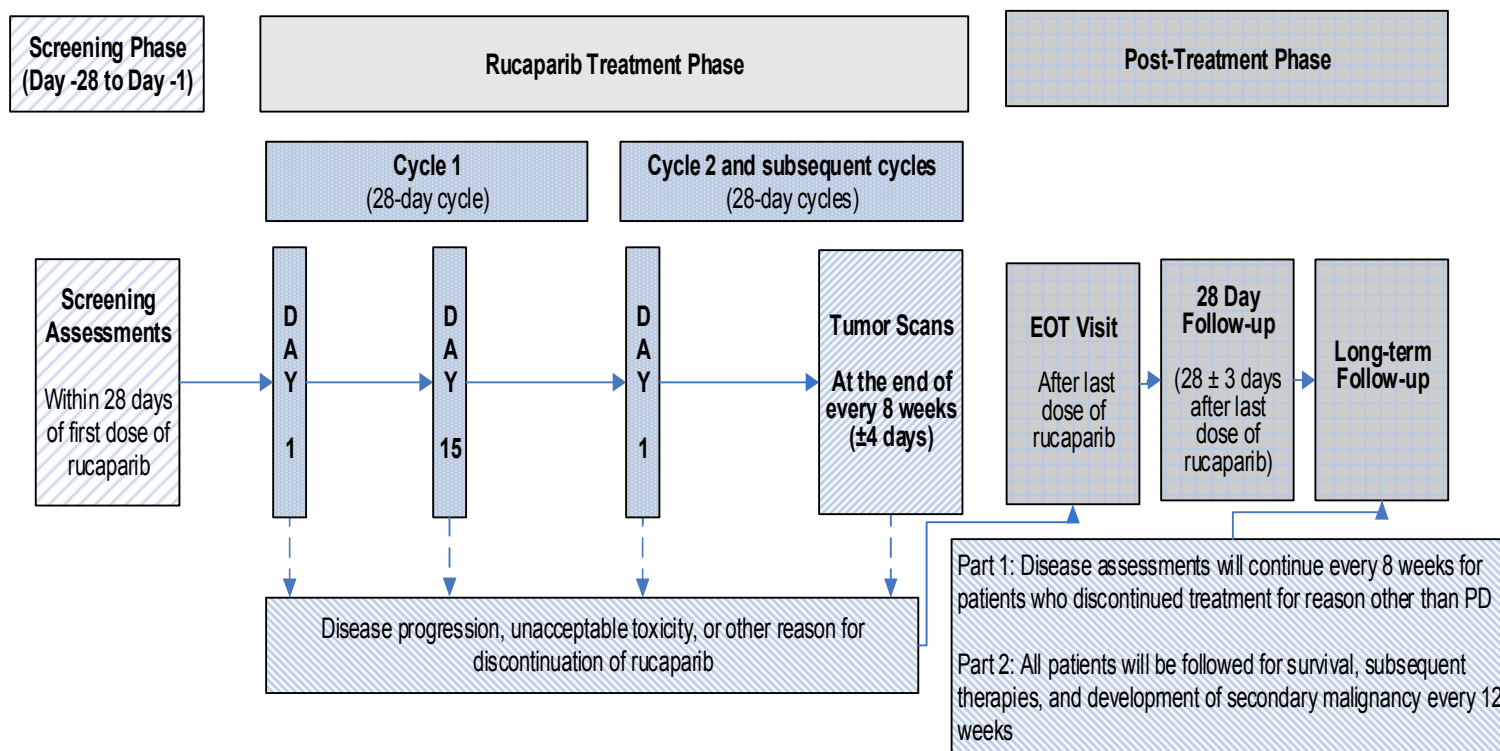 Screening Phase
(Day -28 to Day -1)
Rucaparib Treatment Phase
Post-Treatment Phase
Cycle 1
(28-day cycle)
Cycle 2 and subsequent cycles
(28-day cycles)
Screening
Assessments
Within 28 days
of first dose of
rucaparib
D
A
Y
1
D
A
Y
15
D
A
Y
1
Tumor Scans
At the end of
every 8 weeks
(±4 days)
EOT Visit
After last
dose of
rucaparib
28 Day
Follow-up
(28 ± 3 days
after last
dose of
rucaparib)
Long-term
Follow-up
Disease progression, unacceptable toxicity, or other reason for
discontinuation of rucaparib
Part 1: Disease assessments will continue every 8 weeks for
patients who discontinued treatment for reason other than PD
Part 2: All patients will be followed for survival, subsequent
therapies, and development of secondary malignancy every 12
weeks